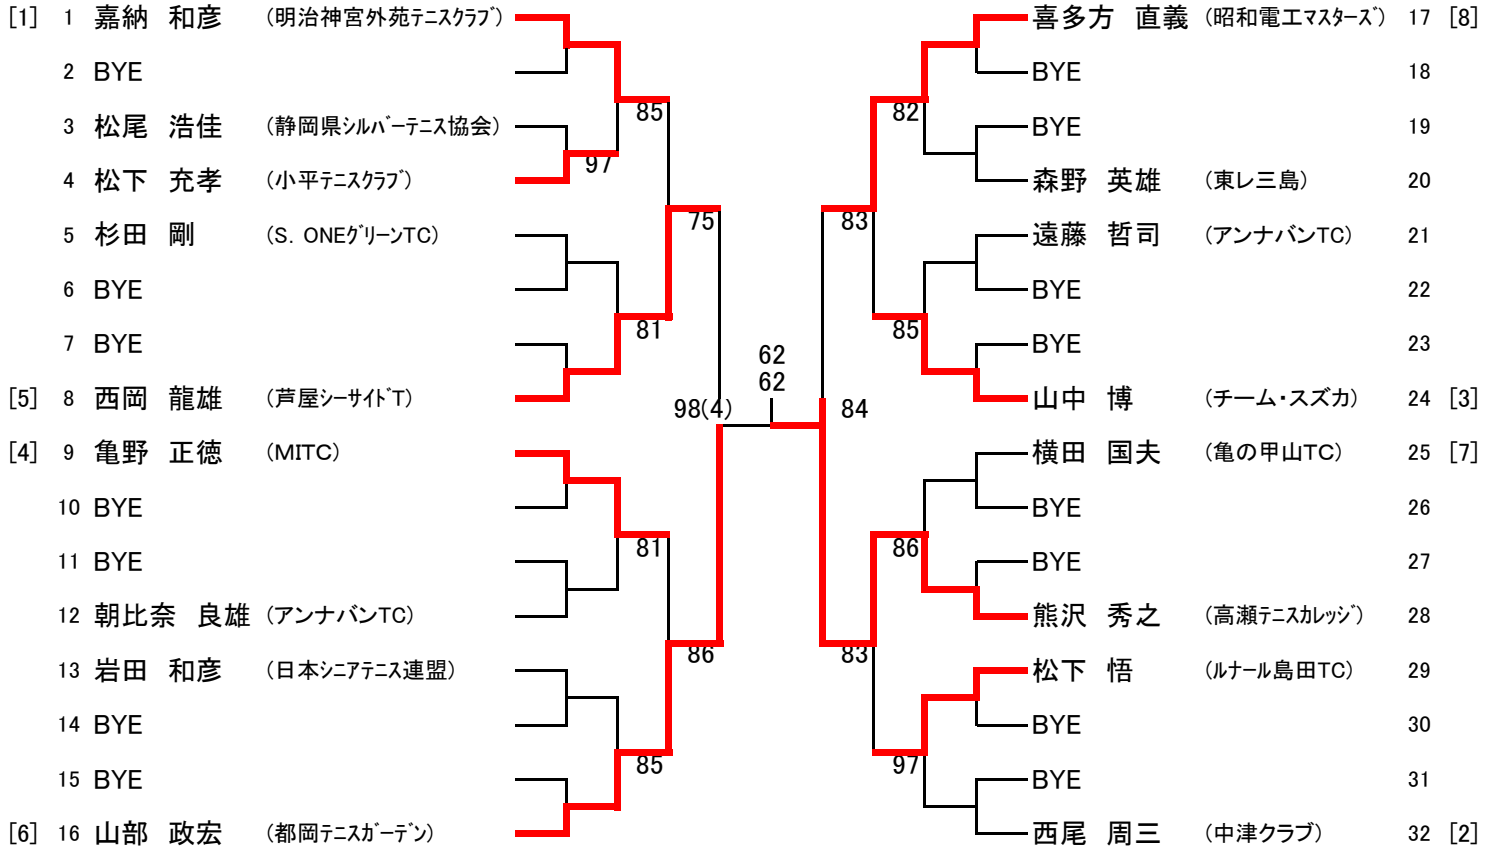 [1] 1 嘉納 和彦 (明治神宮外苑ﾃﾆｽｸﾗﾌﾞ)
2 BYE
3 松尾 浩佳 (静岡県ｼﾙﾊﾞｰﾃﾆｽ協会)
4 松下 充孝 (小平ﾃﾆｽｸﾗﾌﾞ)
5 杉田 剛 (S．ONEｸﾞﾘｰﾝTC)
6 BYE
7 BYE
[5] 8 西岡 龍雄 (芦屋ｼｰｻｲﾄﾞT)
[4] 9 亀野 正徳 (MITC)
10 BYE
11 BYE
12 朝比奈 良雄 (アンナバンTC)
13 岩田 和彦 (日本ｼﾆｱﾃﾆｽ連盟)
14 BYE
15 BYE
[6] 16 山部 政宏 (都岡ﾃﾆｽｶﾞｰﾃﾞﾝ)
85
97
75
81
98(4)
81
86
85
62
62
82
83
85
84
86
83
97
喜多方 直義 (昭和電工ﾏｽﾀｰｽﾞ) 17 [8]
BYE 18
BYE 19
森野 英雄 (東レ三島) 20
遠藤 哲司 (アンナバンTC) 21
BYE 22
BYE 23
山中 博 (チーム・スズカ) 24 [3]
横田 国夫 (亀の甲山TC) 25 [7]
BYE 26
BYE 27
熊沢 秀之 (高瀬ﾃﾆｽｶﾚｯｼﾞ) 28
松下 悟 (ﾙﾅｰﾙ島田TC) 29
BYE 30
BYE 31
西尾 周三 (中津クラブ) 32 [2]